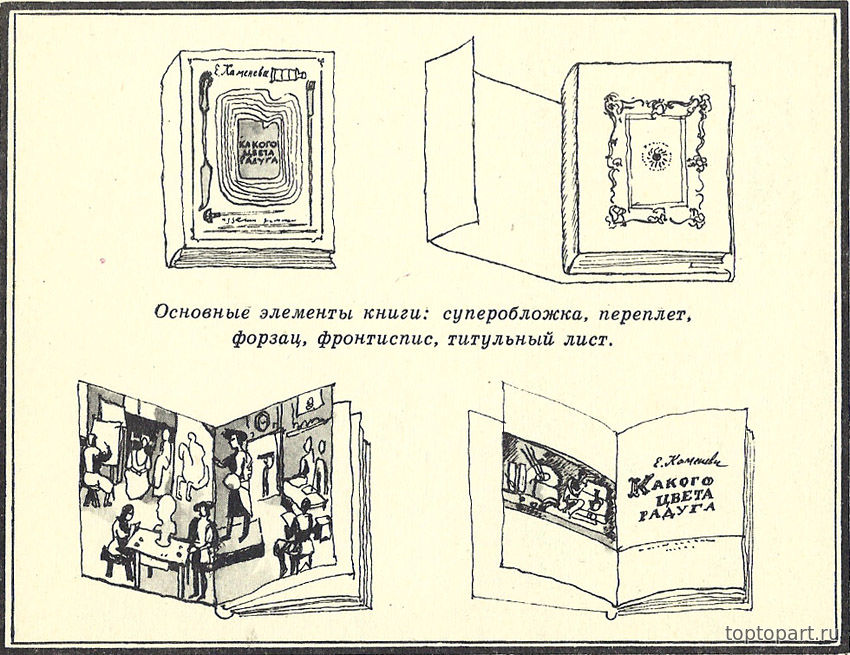 Е. Каменева
КАКОГО
ЦВЕТА
РАДУГА
Основные элементы книги: суперобложка, переплет,
форзац, фронтиспис, титульный лист.
Е. Каменева
КАКОГО
ЦВЕТА
РАДУГА
toptopart.ru